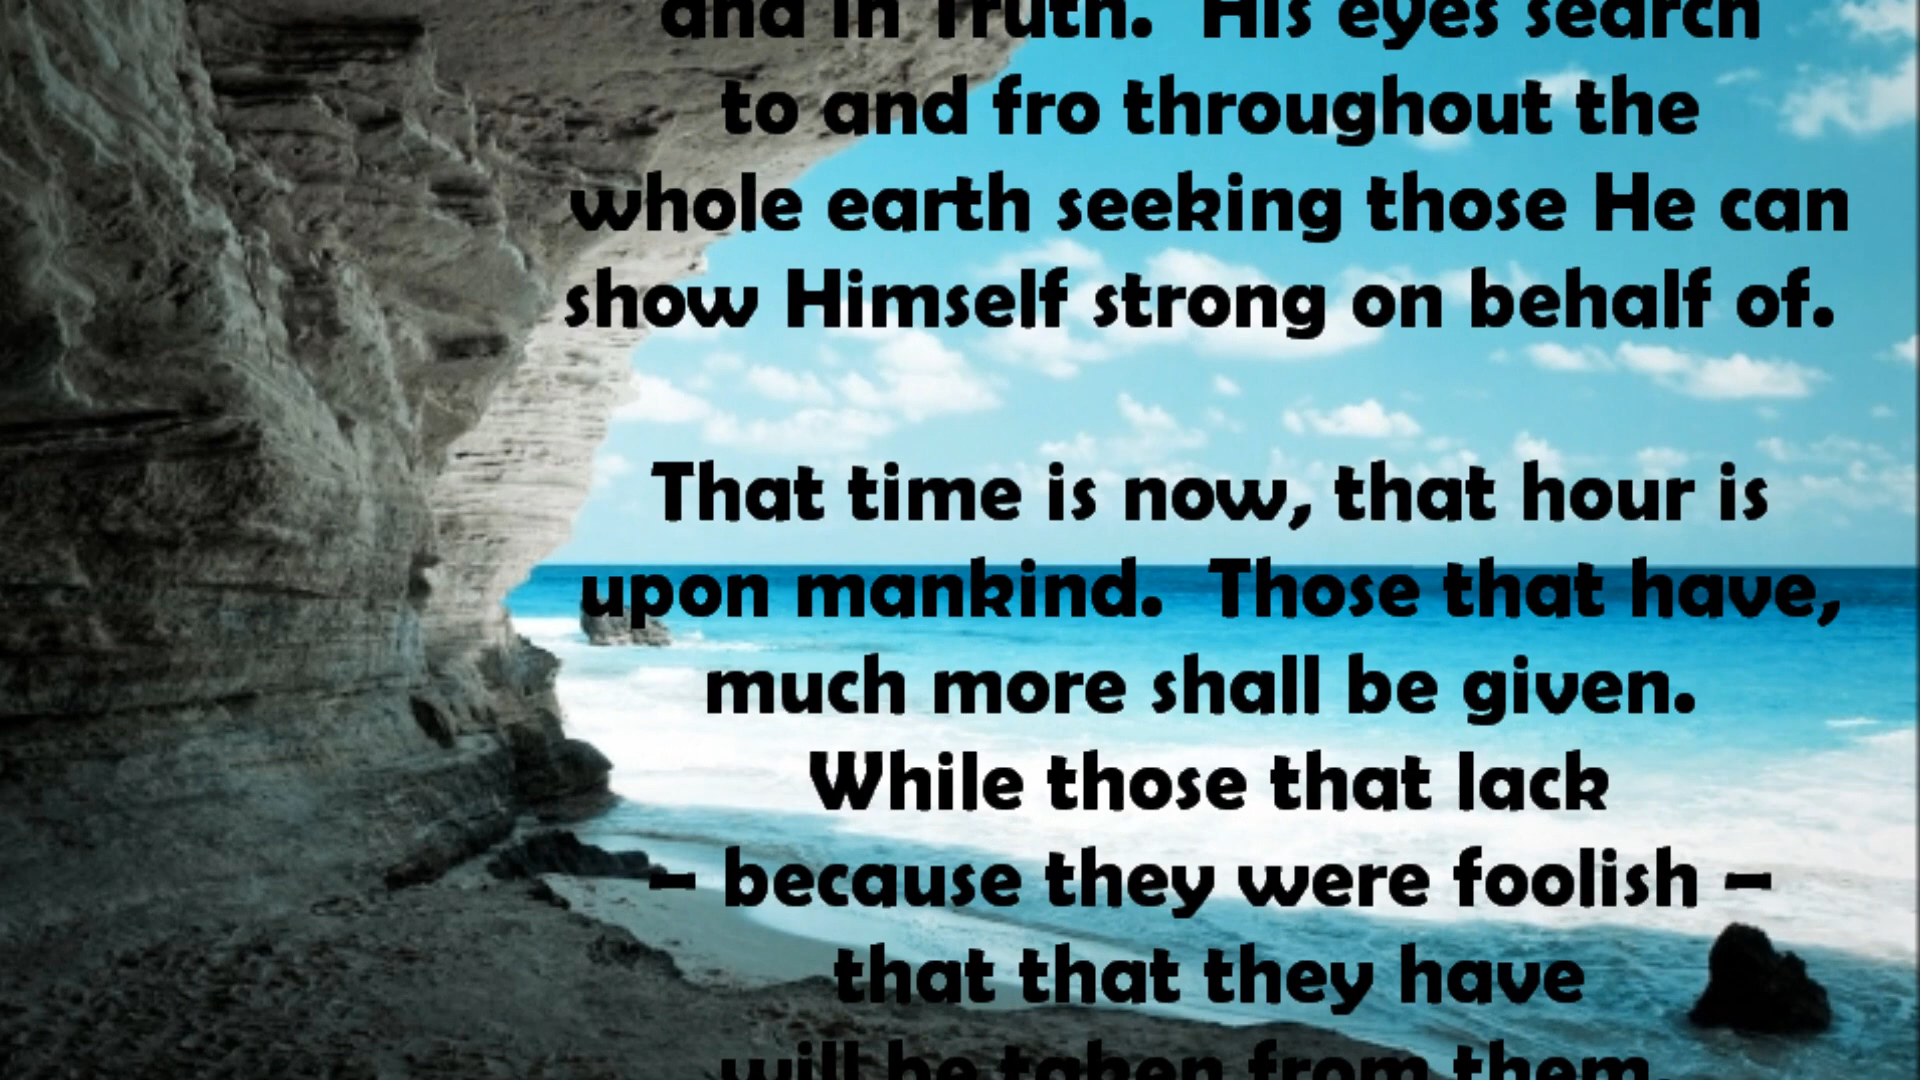 and in Truth.  His eyes search
to and fro throughout the
whole earth seeking those He can
show Himself strong on behalf of.
That time is now, that hour is
upon mankind.  Those that have,
much more shall be given.
While those that lack
– because they were foolish –
that that they have
will be taken from them.